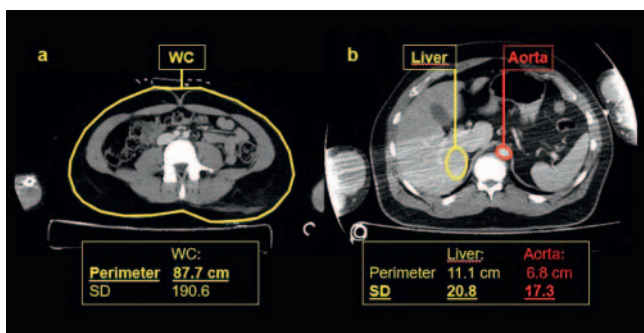 a
WC
WC:
Perimeter 87.7 cm
SD 190.6
b
Liver
Aorta
Liver: Aorta:
Perimeter 11.1 cm 6.8 cm
SD 20.8 17.3